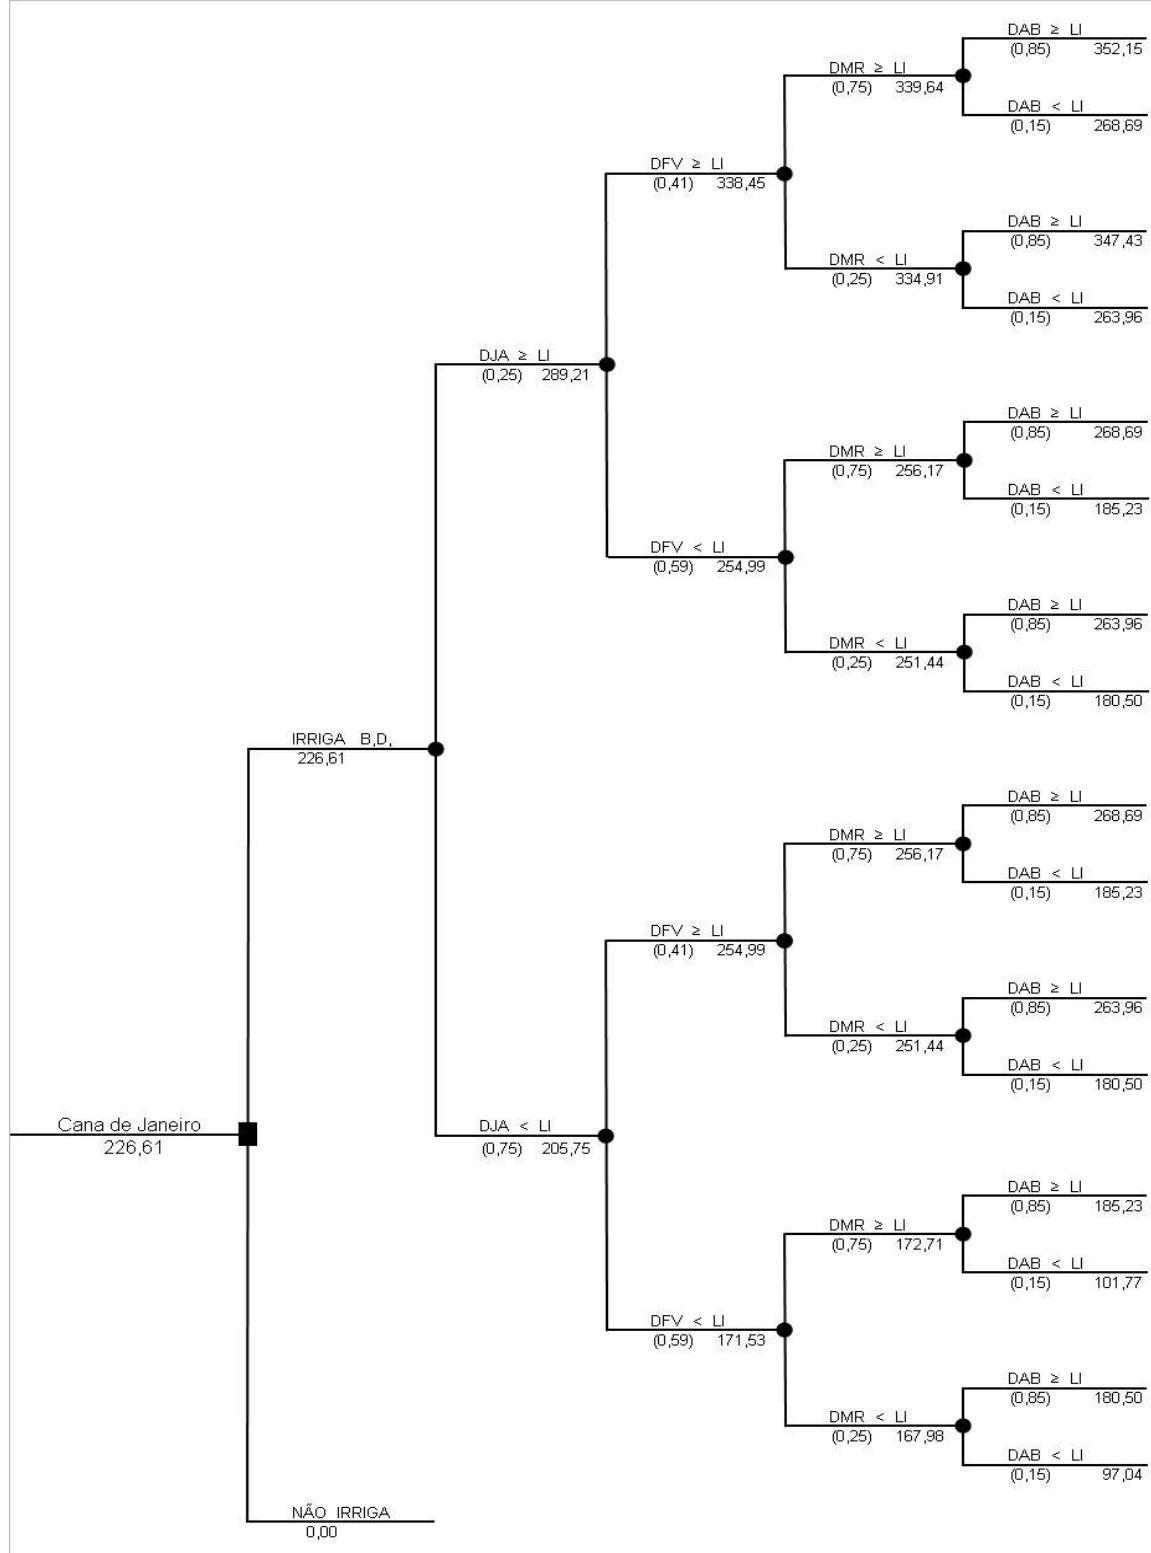 DAB ≥ LI
(0,85) 352,15
DMR ≥ LI
(0,75) 339,64
DAB < LI
(0,15) 268,69
DFV ≥ LI
(0,41) 338,45
DAB ≥ LI
(0,85) 347,43
DMR < LI
(0,25) 334,91
DAB < LI
(0,15) 263,96
DJA ≥ LI
(0,25) 289,21
DAB ≥ LI
(0,85) 268,69
DMR ≥ LI
(0,75) 256,17
DAB < LI
(0,15) 185,23
DFV < LI
(0,59) 254,99
DAB ≥ LI
(0,85) 263,96
DMR < LI
(0,25) 251,44
DAB < LI
(0,15) 180,50
IRRIGA B,D,
226,61
DAB ≥ LI
(0,85) 268,69
DMR ≥ LI
(0,75) 256,17
DAB < LI
(0,15) 185,23
DFV ≥ LI
(0,41) 254,99
DAB ≥ LI
(0,85) 263,96
DMR < LI
(0,25) 251,44
DAB < LI
(0,15) 180,50
Cana de Janeiro
226,61
DJA < LI
(0,75) 205,75
DAB ≥ LI
(0,85) 185,23
DMR ≥ LI
(0,75) 172,71
DAB < LI
(0,15) 101,77
DFV < LI
(0,59) 171,53
DAB ≥ LI
(0,85) 180,50
DMR < LI
(0,25) 167,98
DAB < LI
(0,15) 97,04
NÃO IRRIGA
0,00